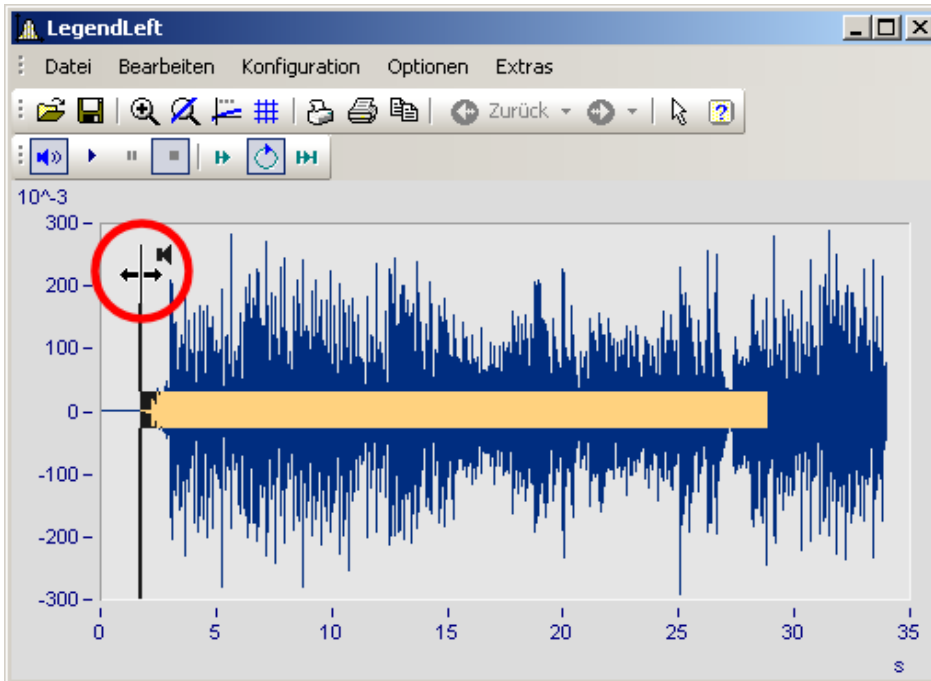 LegendLeft
Datei Bearbeiten Konfiguration Optionen Extras
Zurück
10^-3
300
200
100
0
-100
-200
-300
0 5 10 15 20 25 30 35
s